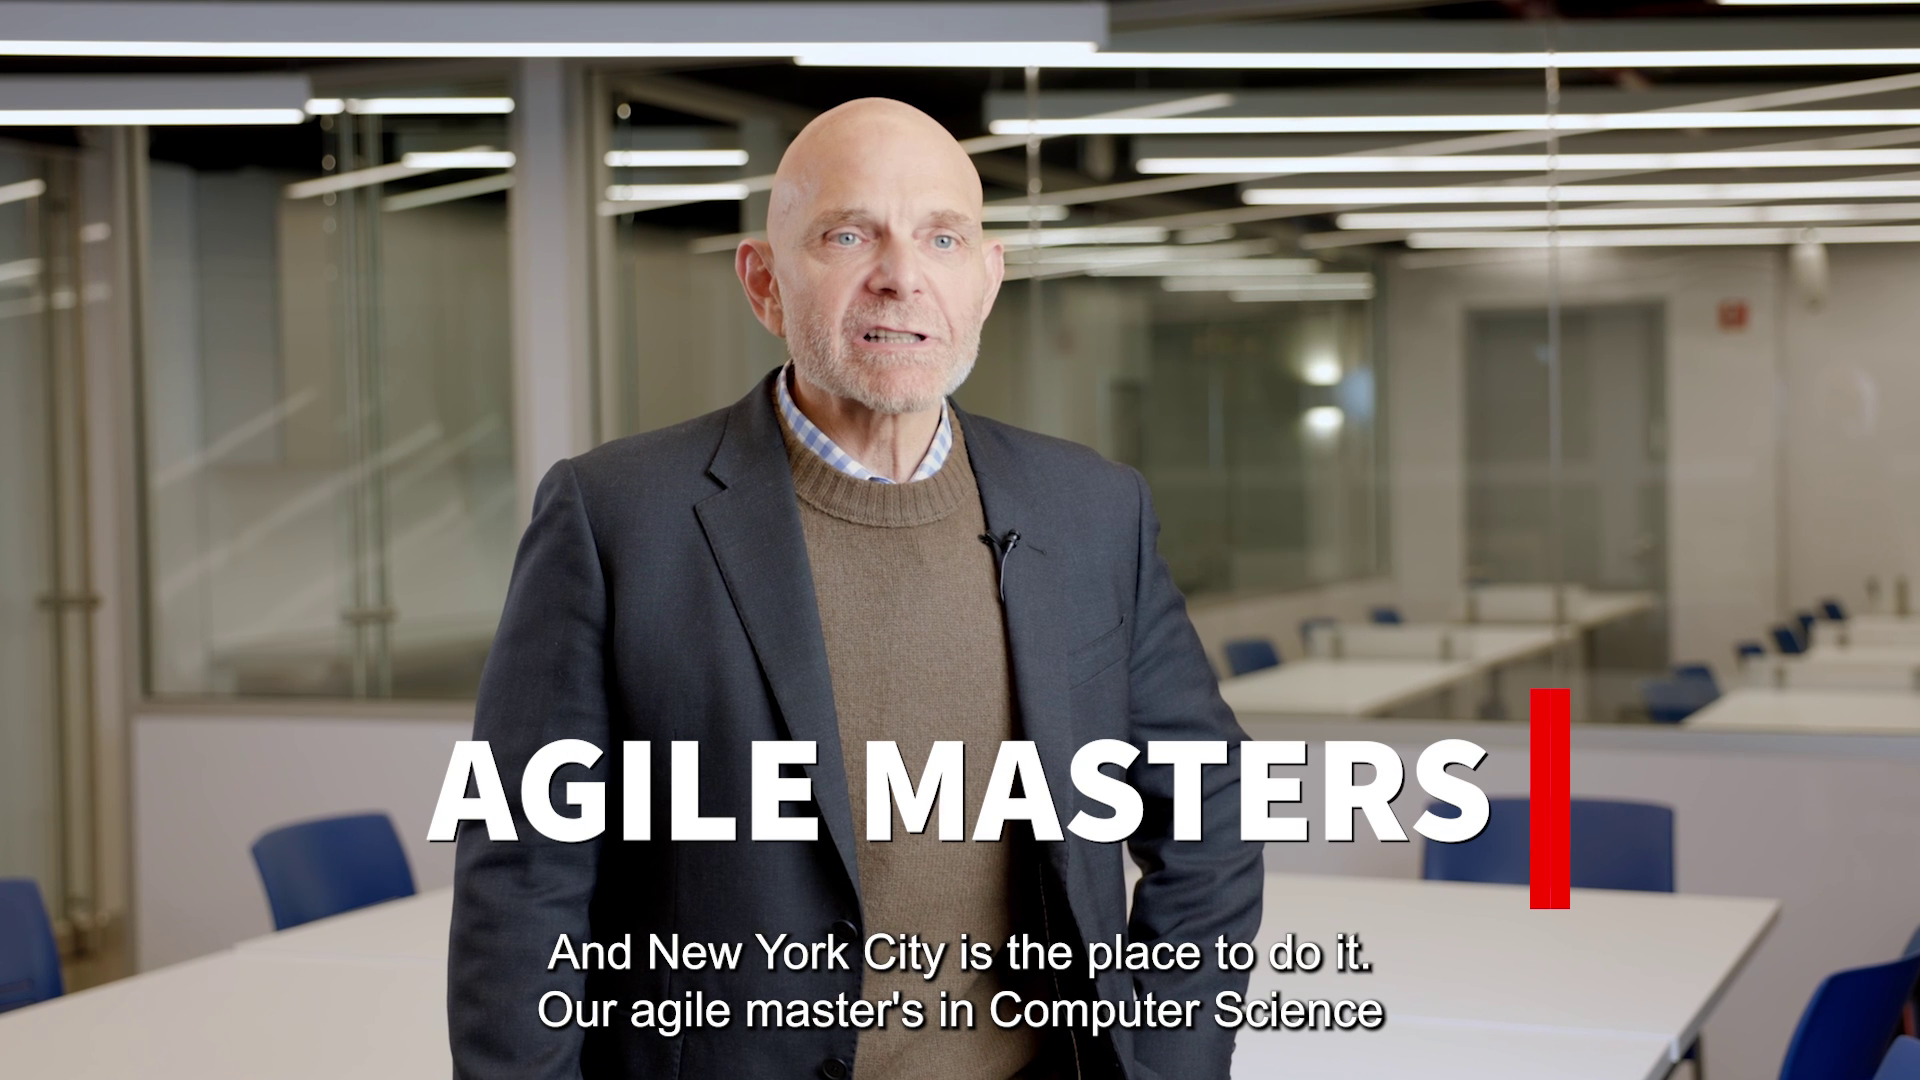 AGILE MASTERS
And New York City is the place to do it.
Our agile master's in Computer Science